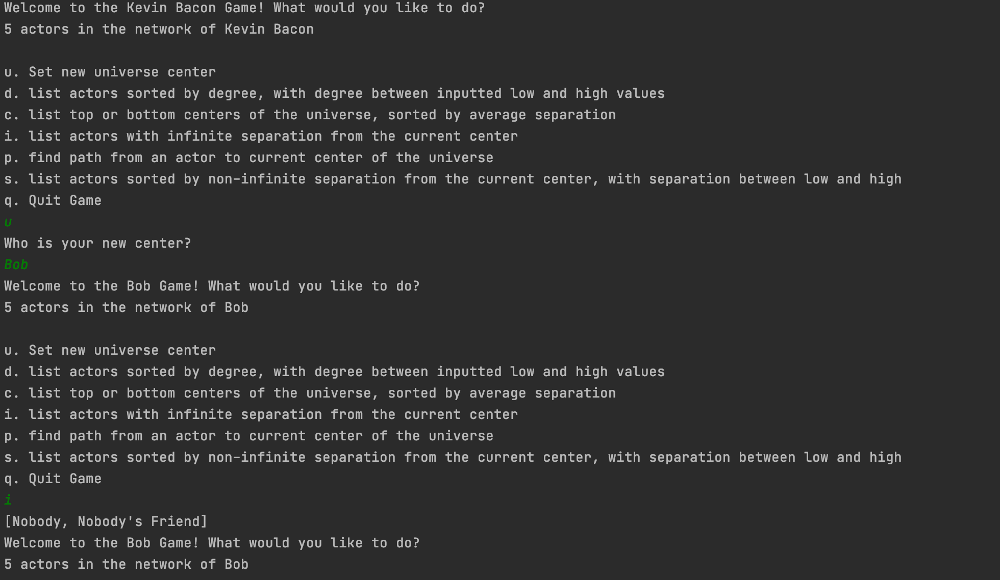 Welcome to the Kevin Bacon Game! What would you like to do?
5 actors in the network of Kevin Bacon
u. Set new universe center
d. list actors sorted by degree, with degree between inputted low and high values
c. list top or bottom centers of the universe, sorted by average separation
i. list actors with infinite separation from the current center
p. find path from an actor to current center of the universe
s. list actors sorted by non-infinite separation from the current center, with separation between low and high
q. Quit Game
u
Who is your new center?
Bob
Welcome to the Bob Game! What would you like to do?
5 actors in the network of Bob
u. Set new universe center
d. list actors sorted by degree, with degree between inputted low and high values
c. list top or bottom centers of the universe, sorted by average separation
i. list actors with infinite separation from the current center
p. find path from an actor to current center of the universe
s. list actors sorted by non-infinite separation from the current center, with separation between low and high
q. Quit Game
i
[Nobody, Nobody's Friend]
Welcome to the Bob Game! What would you like to do?
5 actors in the network of Bob